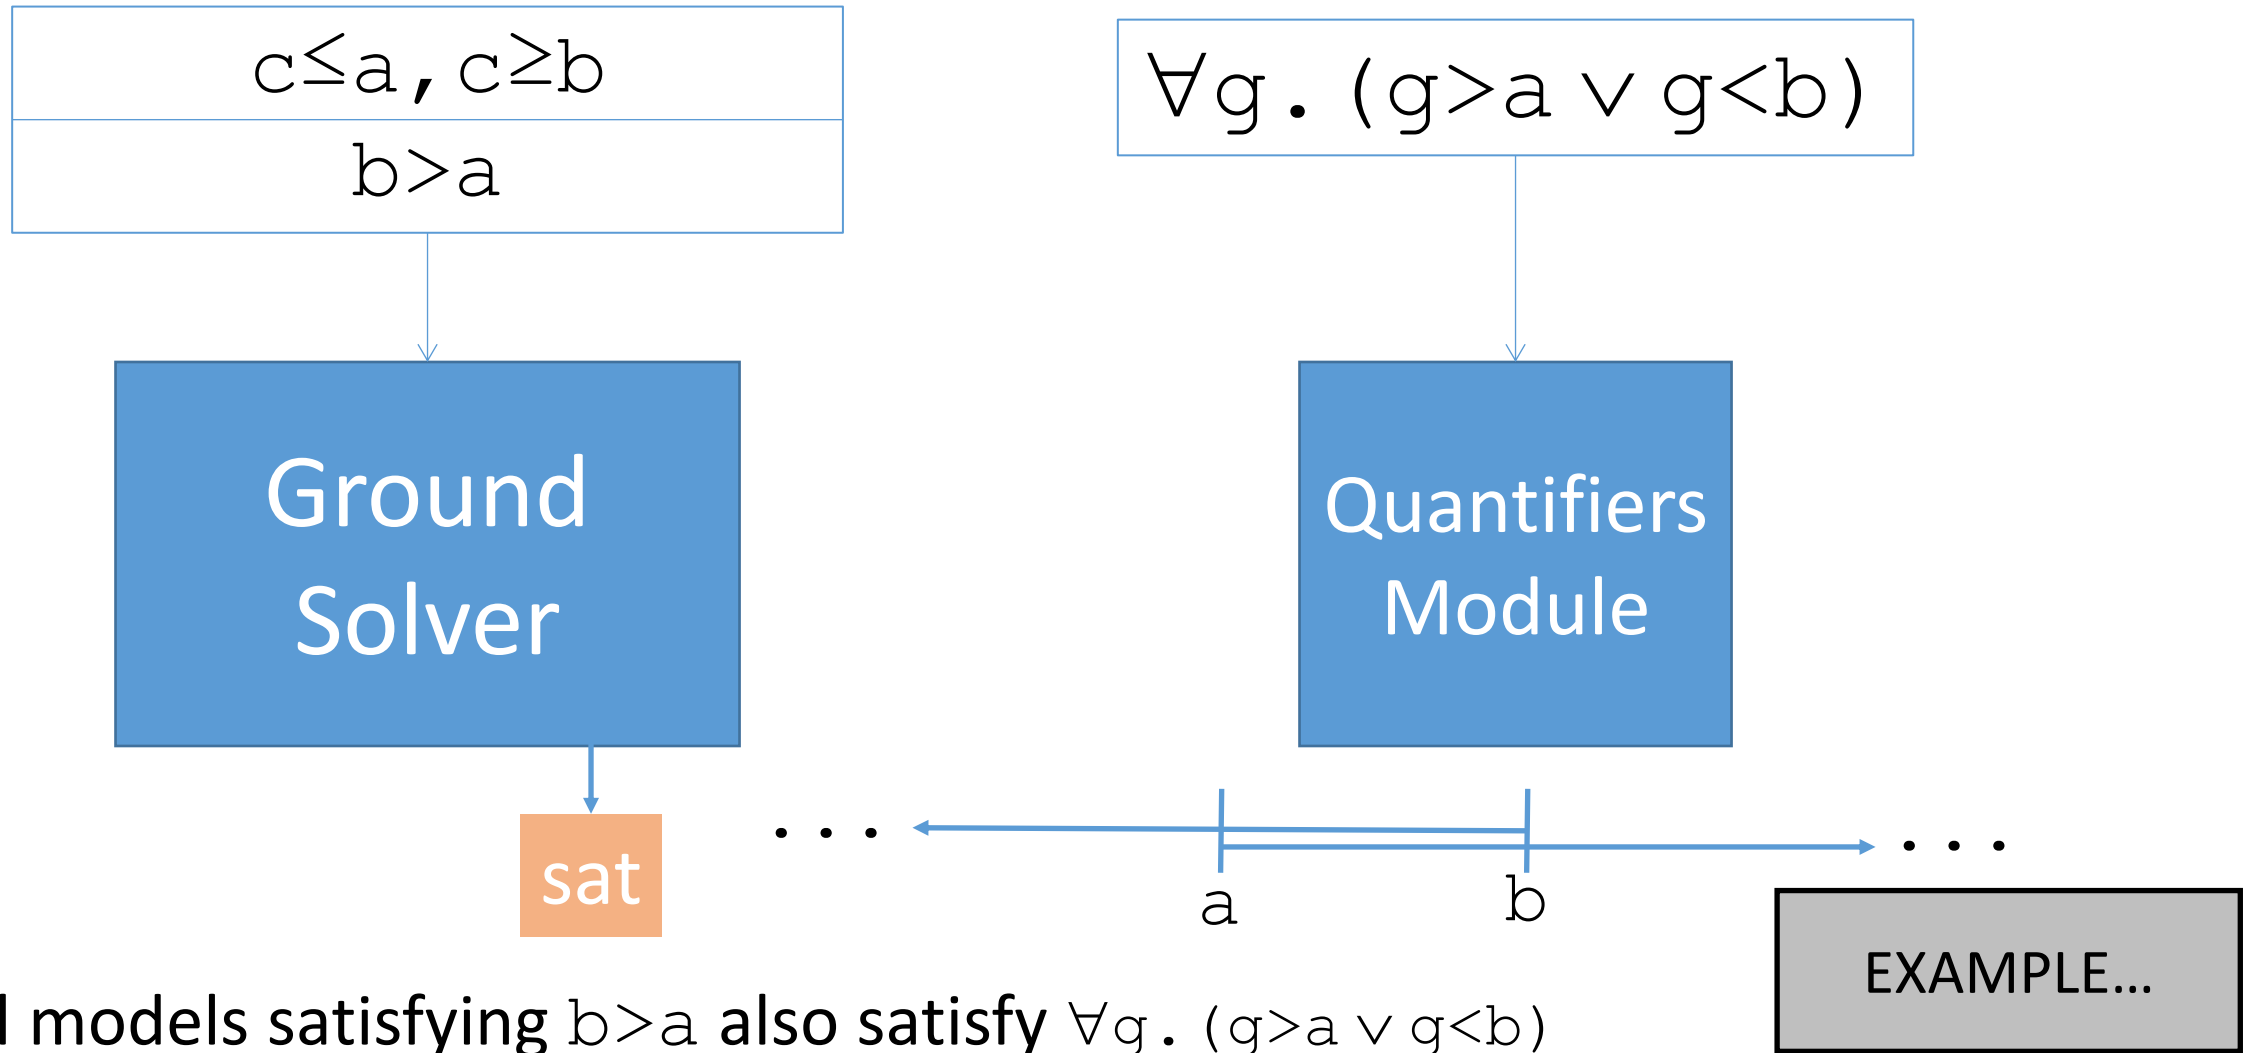 c≤a,c≥b
b>a
∀g.(g>a ∨ g<b)
Ground
Solver
Quantifiers
Module
sat
...
...
a
b
EXAMPLE...
models satisfying b>a also satisfy ∀g.(g>a ∨ g<b)